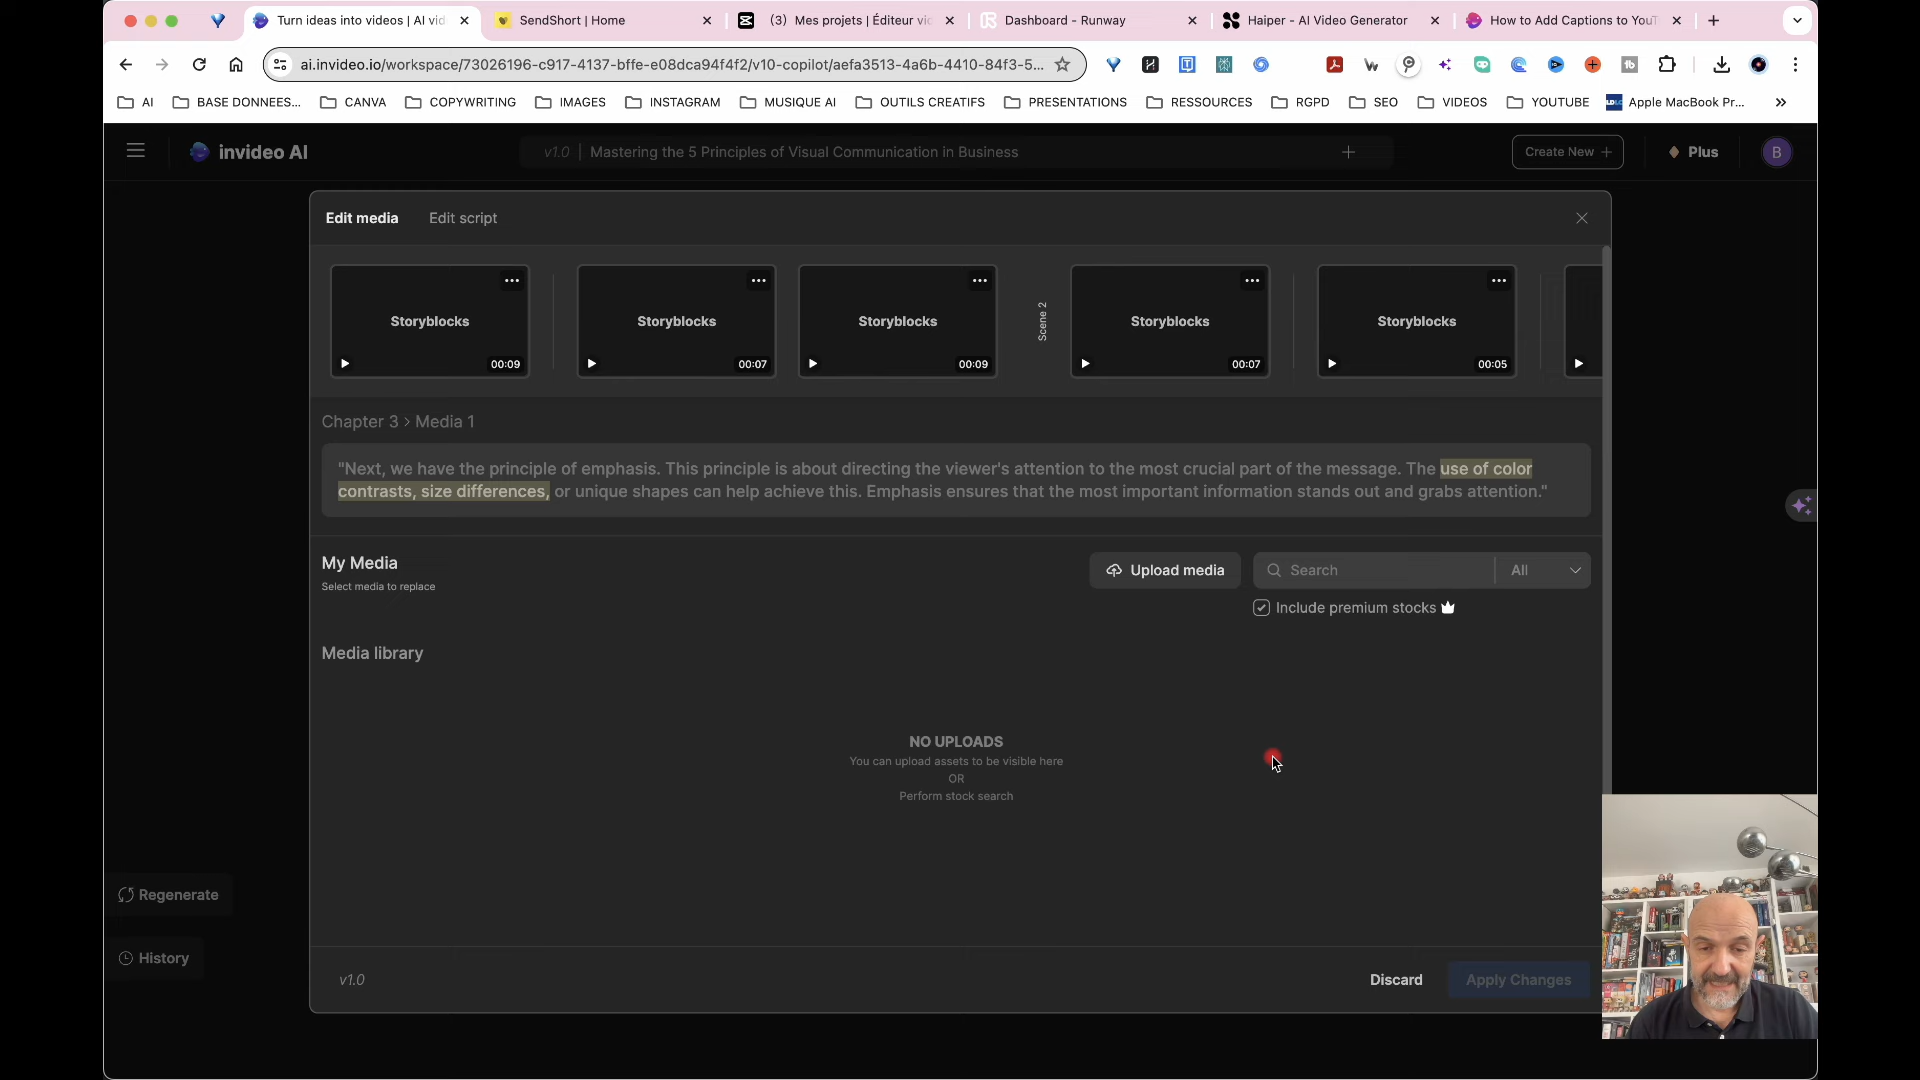 Turn ideas into videos | AI vid
SendShort | Home
(3) Mes projets | Éditeur vi
Dashboard - Runway
Haiper - AI Video Generator
How to Add Captions to YouT
ai.invideo.io/workspace/73026196-c917-4137-bffe-e08dca94f4f2/v10-copilot/aefa3513-4a6b-4410-84f3-5...
AI
BASE DONNEES...
CANVA
COPYWRITING
IMAGES
INSTAGRAM
MUSIQUE AI
OUTILS CREATIFS
PRESENTATIONS
RESSOURCES
RGPD
SEO
VIDEOS
YOUTUBE
Apple MacBook Pr...
invideo AI
v1.0 | Mastering the 5 Principles of Visual Communication in Business
Create New +
Plus
B
Edit media
Edit script
Storyblocks
00:09
Storyblocks
00:07
Storyblocks
00:09
Scene 2
Storyblocks
00:07
Storyblocks
00:05
Chapter 3 > Media 1
"Next, we have the principle of emphasis. This principle is about directing the viewer's attention to the most crucial part of the message. The use of color
contrasts, size differences, or unique shapes can help achieve this. Emphasis ensures that the most important information stands out and grabs attention."
My Media
Select media to replace
Upload media
Search
All
Include premium stocks
Media library
NO UPLOADS
You can upload assets to be visible here
OR
Perform stock search
Regenerate
History
v1.0
Discard
Apply Changes